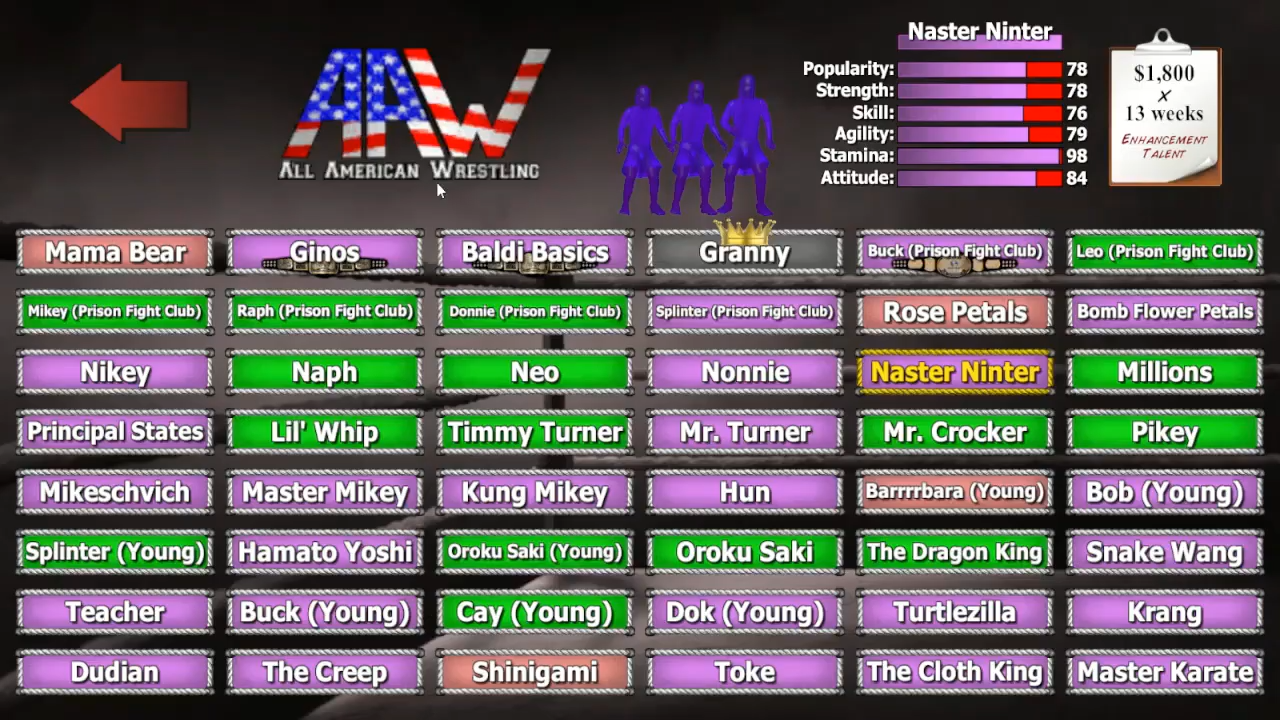 AAW
ALL AMERICAN WRESTLING
Naster Ninter
Popularity: 78
Strength: 78
Skill: 76
Agility: 79
Stamina: 98
Attitude: 84
$1,800
x
13 weeks
ENHANCEMENT
TALENT
Mama Bear Ginos Baldi Basics Granny Buck (Prison Fight Club) Leo (Prison Fight Club)
Mikey (Prison Fight Club) Raph (Prison Fight Club) Donnie (Prison Fight Club) Splinter (Prison Fight Club) Rose Petals Bomb Flower Petals
Nikey Naph Neo Nonnie Naster Ninter Millions
Principal States Lil' Whip Timmy Turner Mr. Turner Mr. Crocker Pikey
Mikeschvich Master Mikey Kung Mikey Hun Barrrrbara (Young) Bob (Young)
Splinter (Young) Hamato Yoshi Oroku Saki (Young) Oroku Saki The Dragon King Snake Wang
Teacher Buck (Young) Cay (Young) Dok (Young) Turtlezilla Krang
Dudian The Creep Shinigami Toke The Cloth King Master Karate